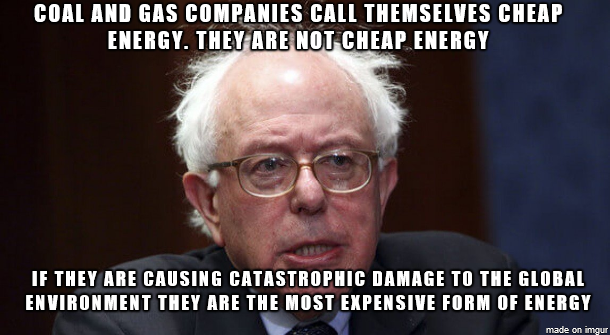 COAL AND GAS COMPANIES CALL THEMSELVES CHEAP
ENERGY. THEY ARE NOT CHEAP ENERGY
IF THEY ARE CAUSING CATASTROPHIC DAMAGE TO THE GLOBAL
ENVIRONMENT THEY ARE THE MOST EXPENSIVE FORM OF ENERGY
made on imgur